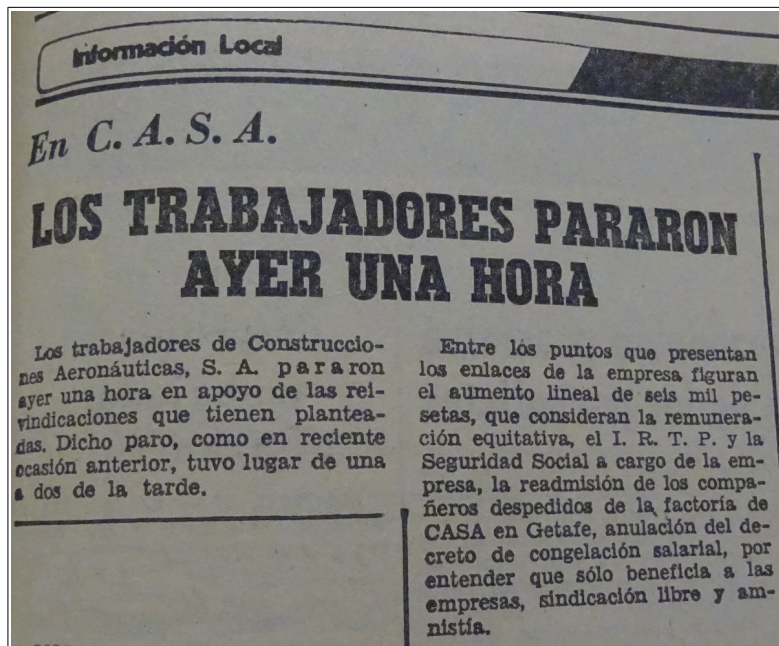 Información Local
En C. A. S. A.
LOS TRABAJADORES PARARON
AYER UNA HORA
Los trabajadores de Construccio-
nes Aeronáuticas, S. A. pararon
ayer una hora en apoyo de las rei-
vindicaciones que tienen plantea-
das. Dicho paro, como en reciente
ocasión anterior, tuvo lugar de una
a dos de la tarde.
Entre los puntos que presentan
los enlaces de la empresa figuran
el aumento lineal de seis mil pe-
setas, que consideran la remunera-
ción equitativa, el I. R. T. P. y la
Seguridad Social a cargo de la em-
presa, la readmisión de los compa-
ñeros despedidos de la factoría de
CASA en Getafe, anulación del de-
creto de congelación salarial, por
entender que sólo beneficia a las
empresas, sindicación libre y am-
nistía.